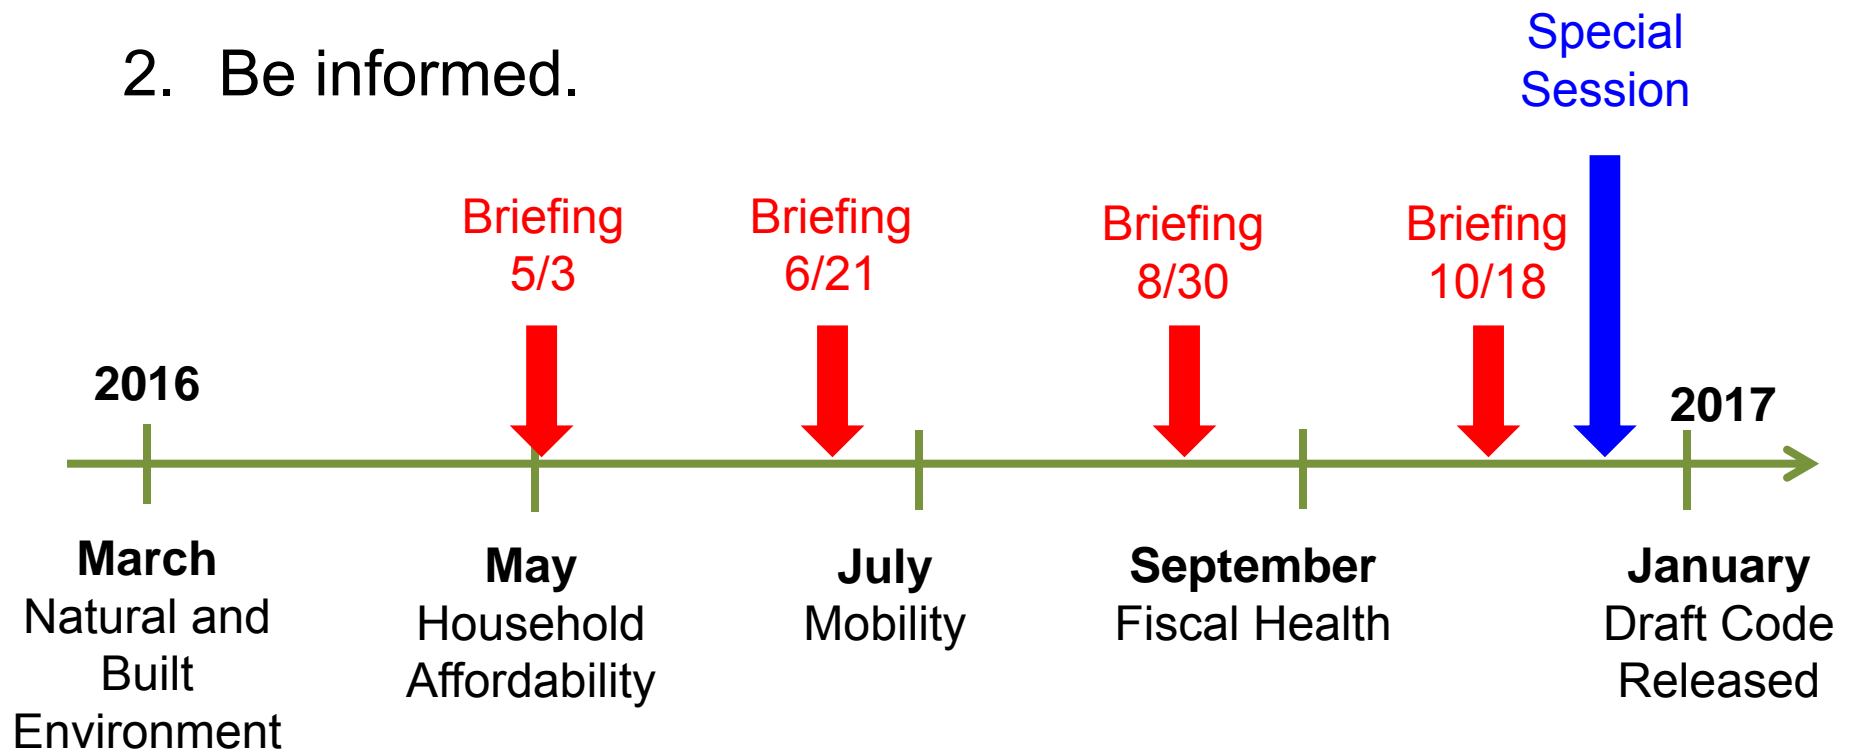 2. Be informed.
Special
Session
Briefing
5/3
Briefing
6/21
Briefing
8/30
Briefing
10/18
2016
2017
March
Natural and
Built
Environment
May
Household
Affordability
July
Mobility
September
Fiscal Health
January
Draft Code
Released